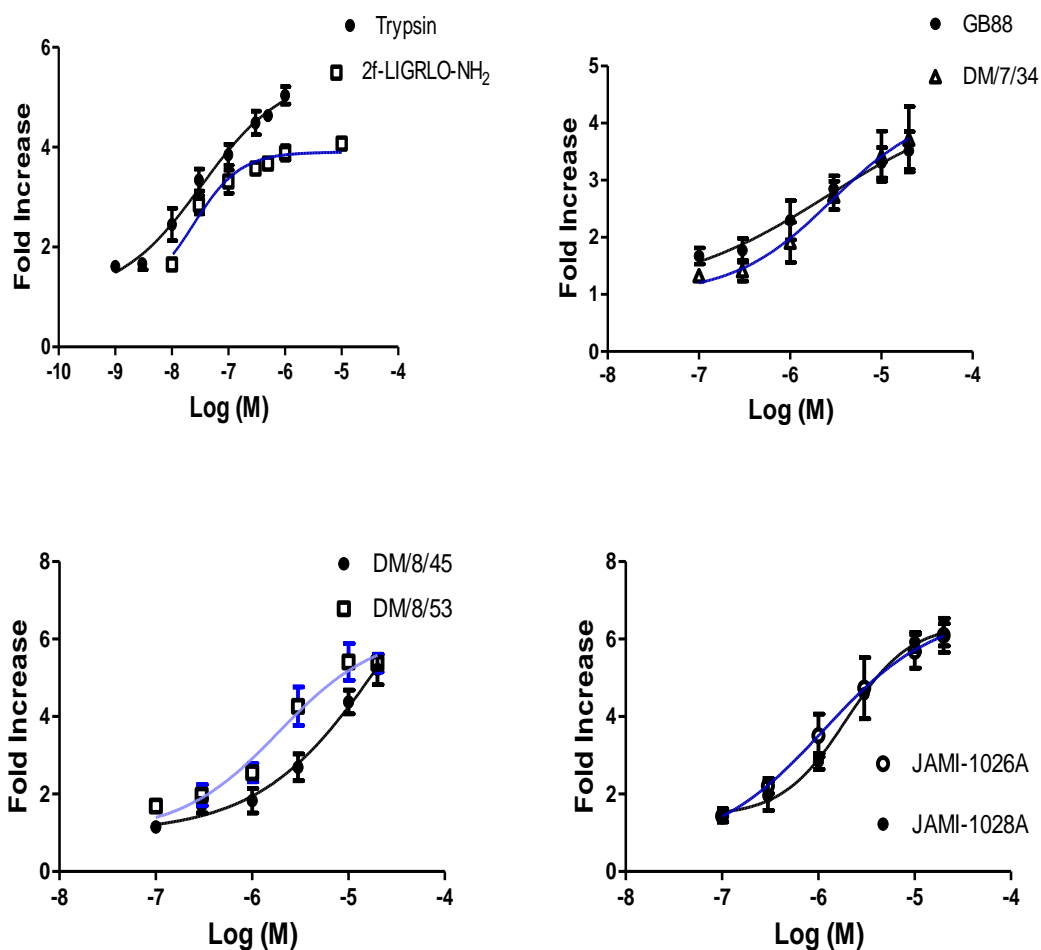 Trypsin
2f-LIGRLO-NH2
Fold Increase
6
4
2
0
-10 -9 -8 -7 -6 -5 -4
Log (M)
GB88
DM/7/34
Fold Increase
5
4
3
2
1
0
-8 -7 -6 -5 -4
Log (M)
DM/8/45
DM/8/53
Fold Increase
8
6
4
2
0
-8 -7 -6 -5 -4
Log (M)
JAMI-1026A
JAMI-1028A
Fold Increase
8
6
4
2
0
-8 -7 -6 -5 -4
Log (M)